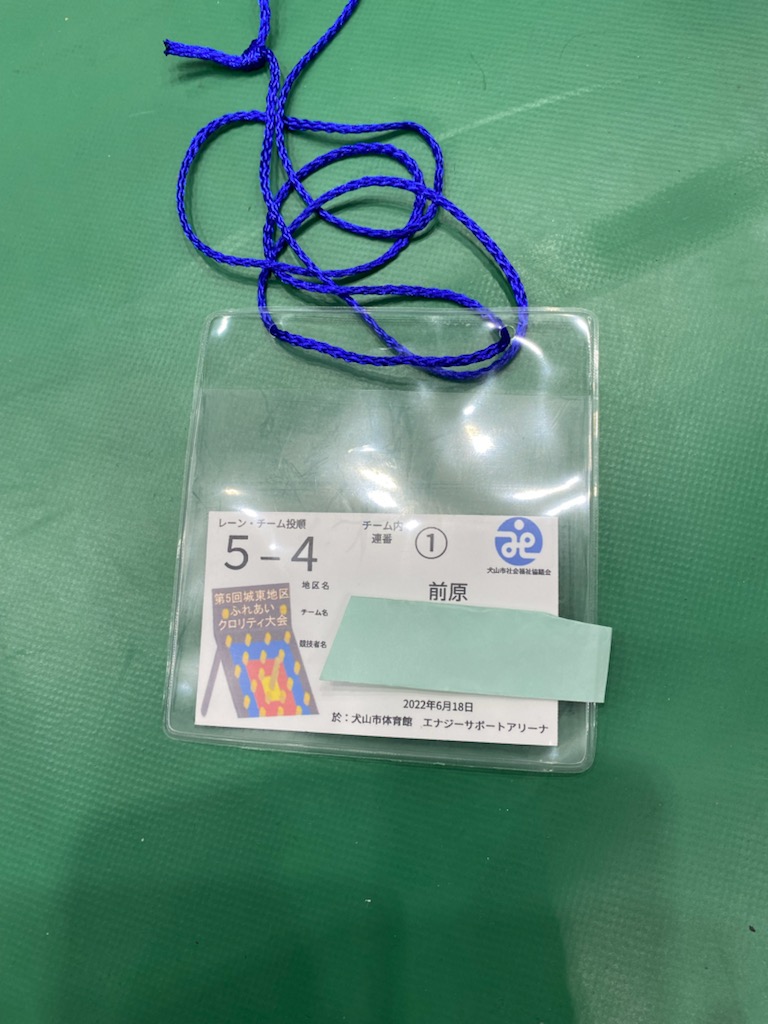 レーン・チーム投順
5－4
チーム内
連番
①
犬山市社会福祉協議会
地区名
前原
第5回城東地区
ふれあい
クロリティ大会
チーム名
競技者名
2022年6月18日
於：犬山市体育館　エナジーサポートアリーナ